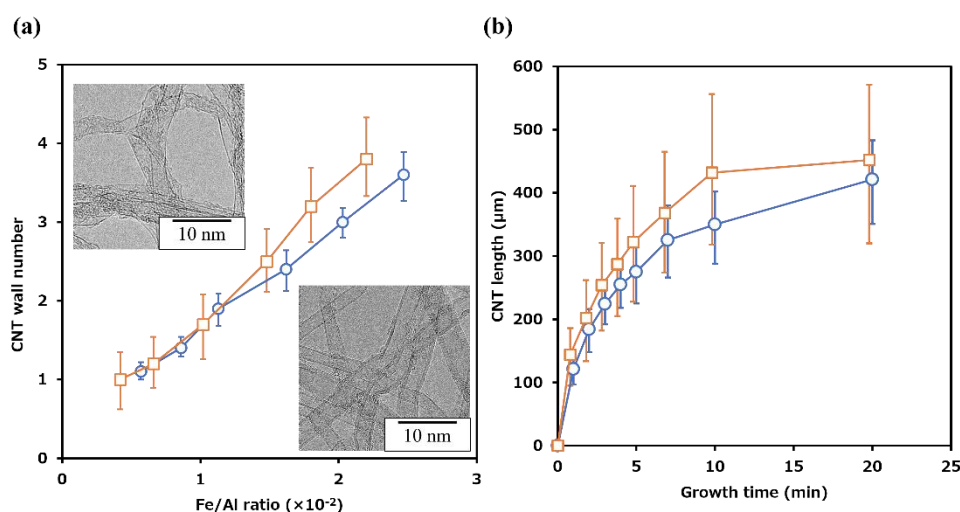 (a)
(b)
5
4
3
2
1
0
0
1
2
3
CNT wall number
Fe/Al ratio (×10⁻²)
10 nm
10 nm
600
500
400
300
200
100
0
0
5
10
15
20
25
CNT length (µm)
Growth time (min)